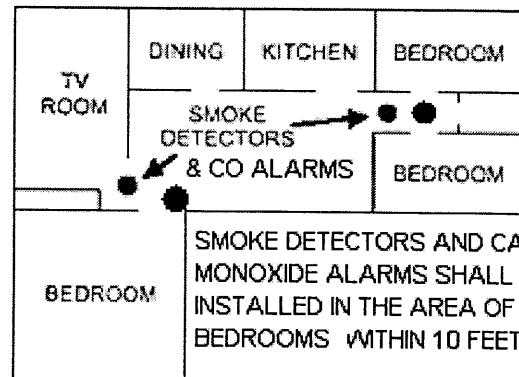 DINING
KITCHEN
BEDROOM
TV
ROOM
SMOKE
DETECTORS
& CO ALARMS
BEDROOM
BEDROOM
SMOKE DETECTORS AND CA
MONOXIDE ALARMS SHALL
INSTALLED IN THE AREA OF
BEDROOMS WITHIN 10 FEET